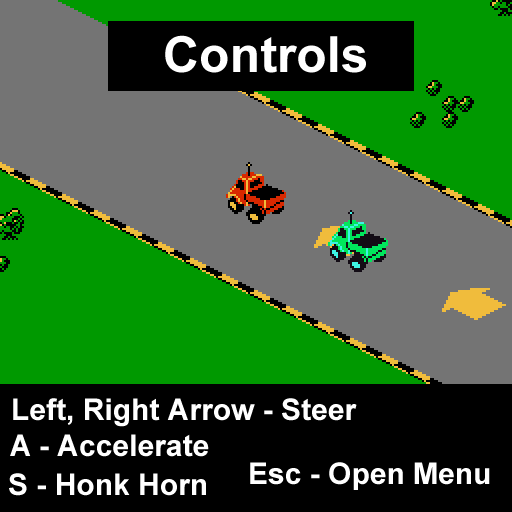 Controls
Left, Right Arrow - Steer
A - Accelerate
S - Honk Horn
Esc - Open Menu